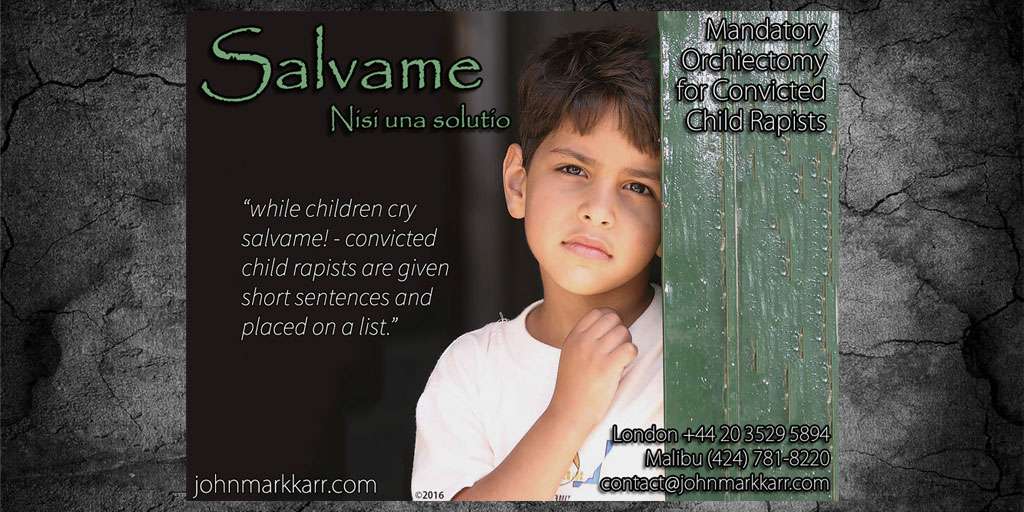 Salvame
Nisi una solutio
Mandatory
Orchiectomy
for Convicted
Child Rapists
“while children cry
salvame! - convicted
child rapists are given
short sentences and
placed on a list.”
London +44 20 3529 5894
Malibu (424) 781-8220
contact@johnmarkkarr.com
johnmarkkarr.com
©2016